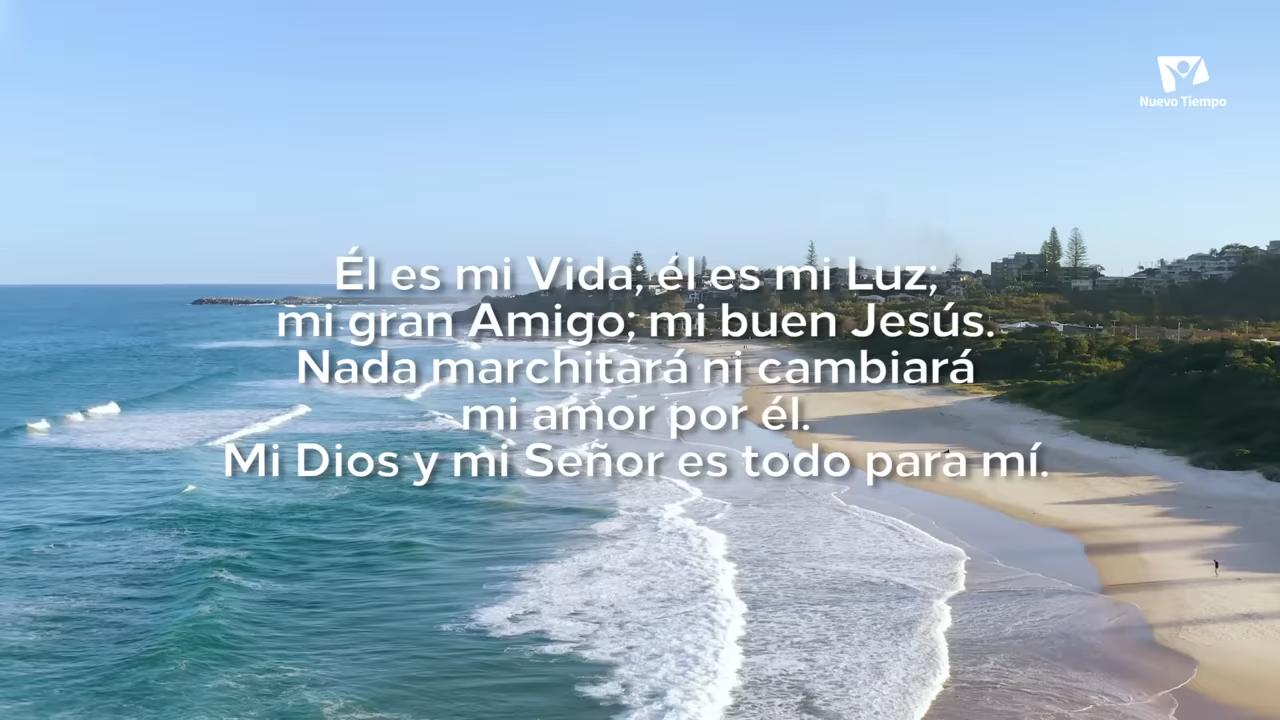 Nuevo Tiempo
Él es mi Vida; él es mi Luz;
mi gran Amigo; mi buen Jesús.
Nada marchitará ni cambiará
mi amor por él.
Mi Dios y mi Señor es todo para mí.